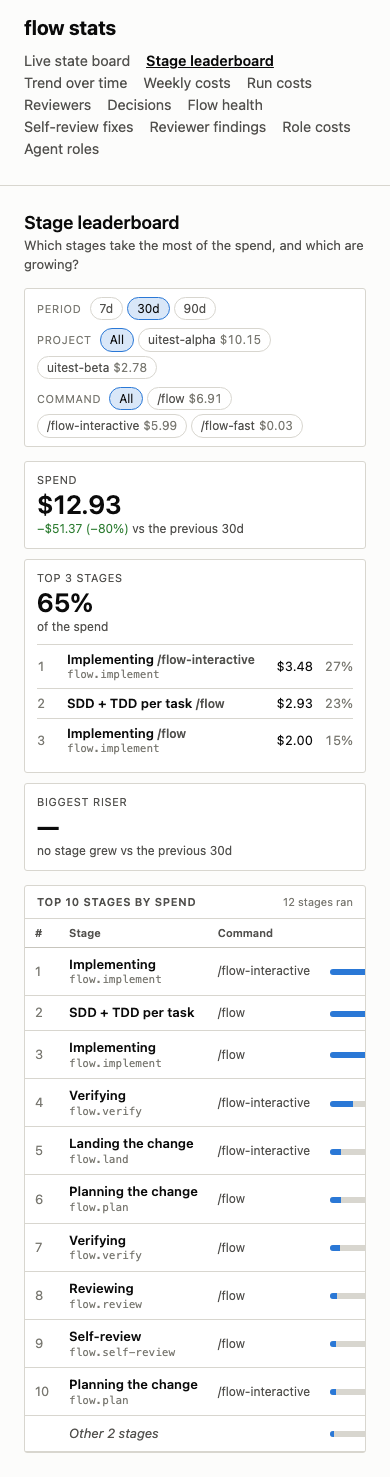 flow stats
Live state board Stage leaderboard
Trend over time Weekly costs Run costs
Reviewers Decisions Flow health
Self-review fixes Reviewer findings Role costs
Agent roles
Stage leaderboard
Which stages take the most of the spend, and which are
growing?
PERIOD 7d 30d 90d
PROJECT All uitest-alpha $10.15
uitest-beta $2.78
COMMAND All /flow $6.91
/flow-interactive $5.99 /flow-fast $0.03
SPEND
$12.93
−$51.37 (−80%) vs the previous 30d
TOP 3 STAGES
65%
of the spend
1 Implementing /flow-interactive $3.48 27%
flow.implement
2 SDD + TDD per task /flow $2.93 23%
3 Implementing /flow $2.00 15%
flow.implement
BIGGEST RISER
—
no stage grew vs the previous 30d
TOP 10 STAGES BY SPEND 12 stages ran
# Stage Command
1 Implementing /flow-interactive
flow.implement
2 SDD + TDD per task /flow
3 Implementing /flow
flow.implement
4 Verifying /flow-interactive
flow.verify
5 Landing the change /flow-interactive
flow.land
6 Planning the change /flow
flow.plan
7 Verifying /flow
flow.verify
8 Reviewing /flow
flow.review
9 Self-review /flow
flow.self-review
10 Planning the change /flow-interactive
flow.plan
Other 2 stages